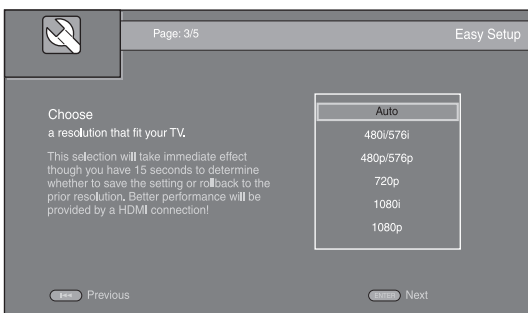 Page: 3/5
Easy Setup
Choose
a resolution that fit your TV.
This selection will take immediate effect
though you have 15 seconds to determine
whether to save the setting or rollback to the
prior resolution. Better performance will be
provided by a HDMI connection!
Auto
480i/576i
480p/576p
720p
1080i
1080p
Previous
ENTER Next